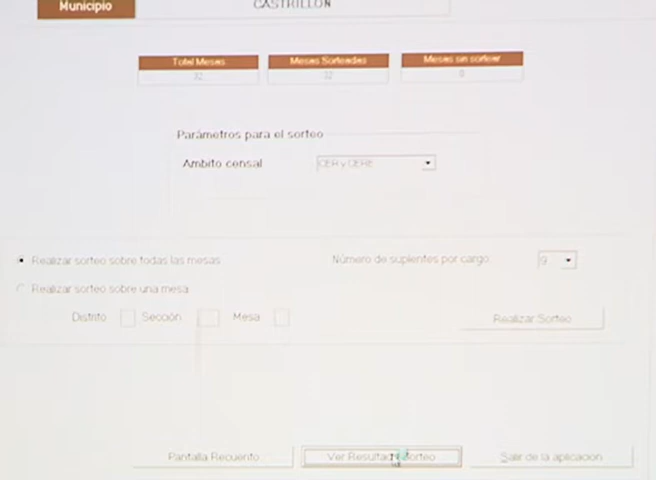 Municipio CASTRILLON
Total Mesas Mesas Sorteadas Mesas sin sortear
32 32 0
Parámetros para el sorteo
Ambito censal CER y CERE
Realizar sorteo sobre todas las mesas Número de suplentes por cargo 9
Realizar sorteo sobre una mesa
Distrito Sección Mesa Realizar Sorteo
Pantalla Recuento Ver Resultado Sorteo Salir de la aplicación